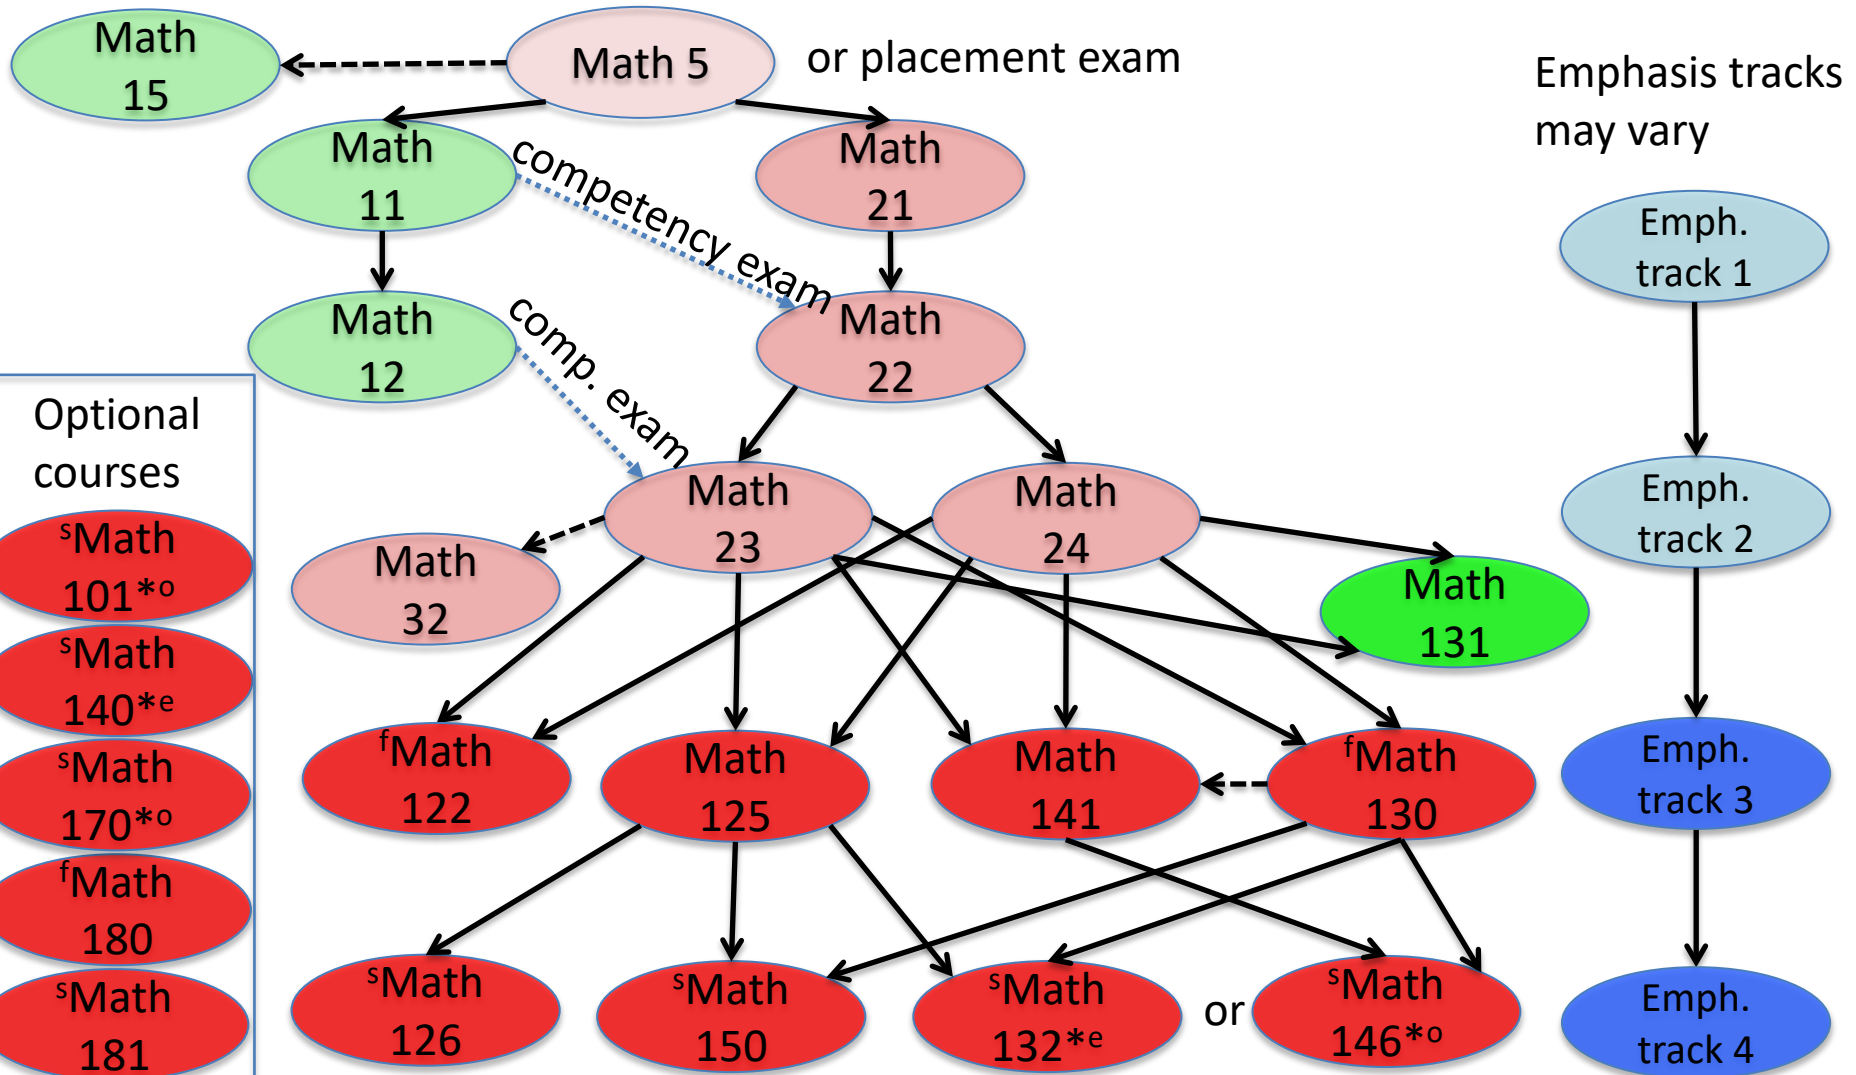 Math
15
Math 5
or placement exam
Emphasis tracks
may vary
Math
11
competency exam
Math
21
Emph.
track 1
Math
12
comp. exam
Math
22
Optional
courses
Math
23
Math
24
Emph.
track 2
ˢMath
101*ᵒ
Math
32
Math
131
ˢMath
140*ᵉ
ᶠMath
122
Math
125
Math
141
ᶠMath
130
Emph.
track 3
ˢMath
170*ᵒ
ᶠMath
180
ˢMath
181
ˢMath
126
ˢMath
150
ˢMath
132*ᵉ
or
ˢMath
146*ᵒ
Emph.
track 4